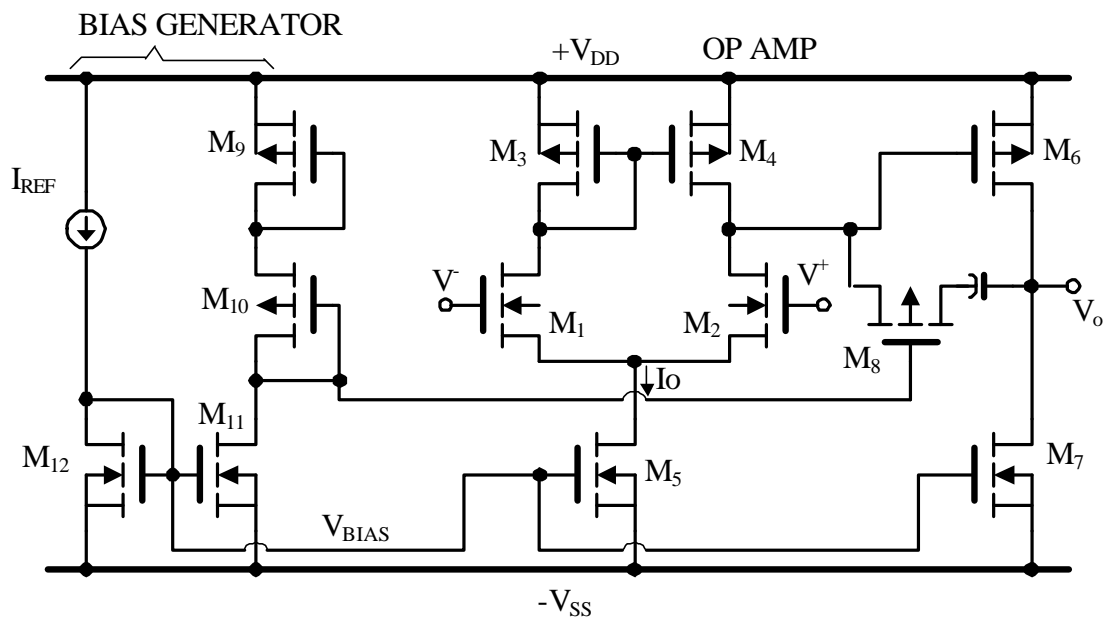 BIAS GENERATOR
+V_DD
OP AMP
M_9
M_3
M_4
M_6
I_REF
M_10
V^-
M_1
M_2
V^+
M_8
V_o
Io
M_11
M_12
M_5
M_7
V_BIAS
-V_SS